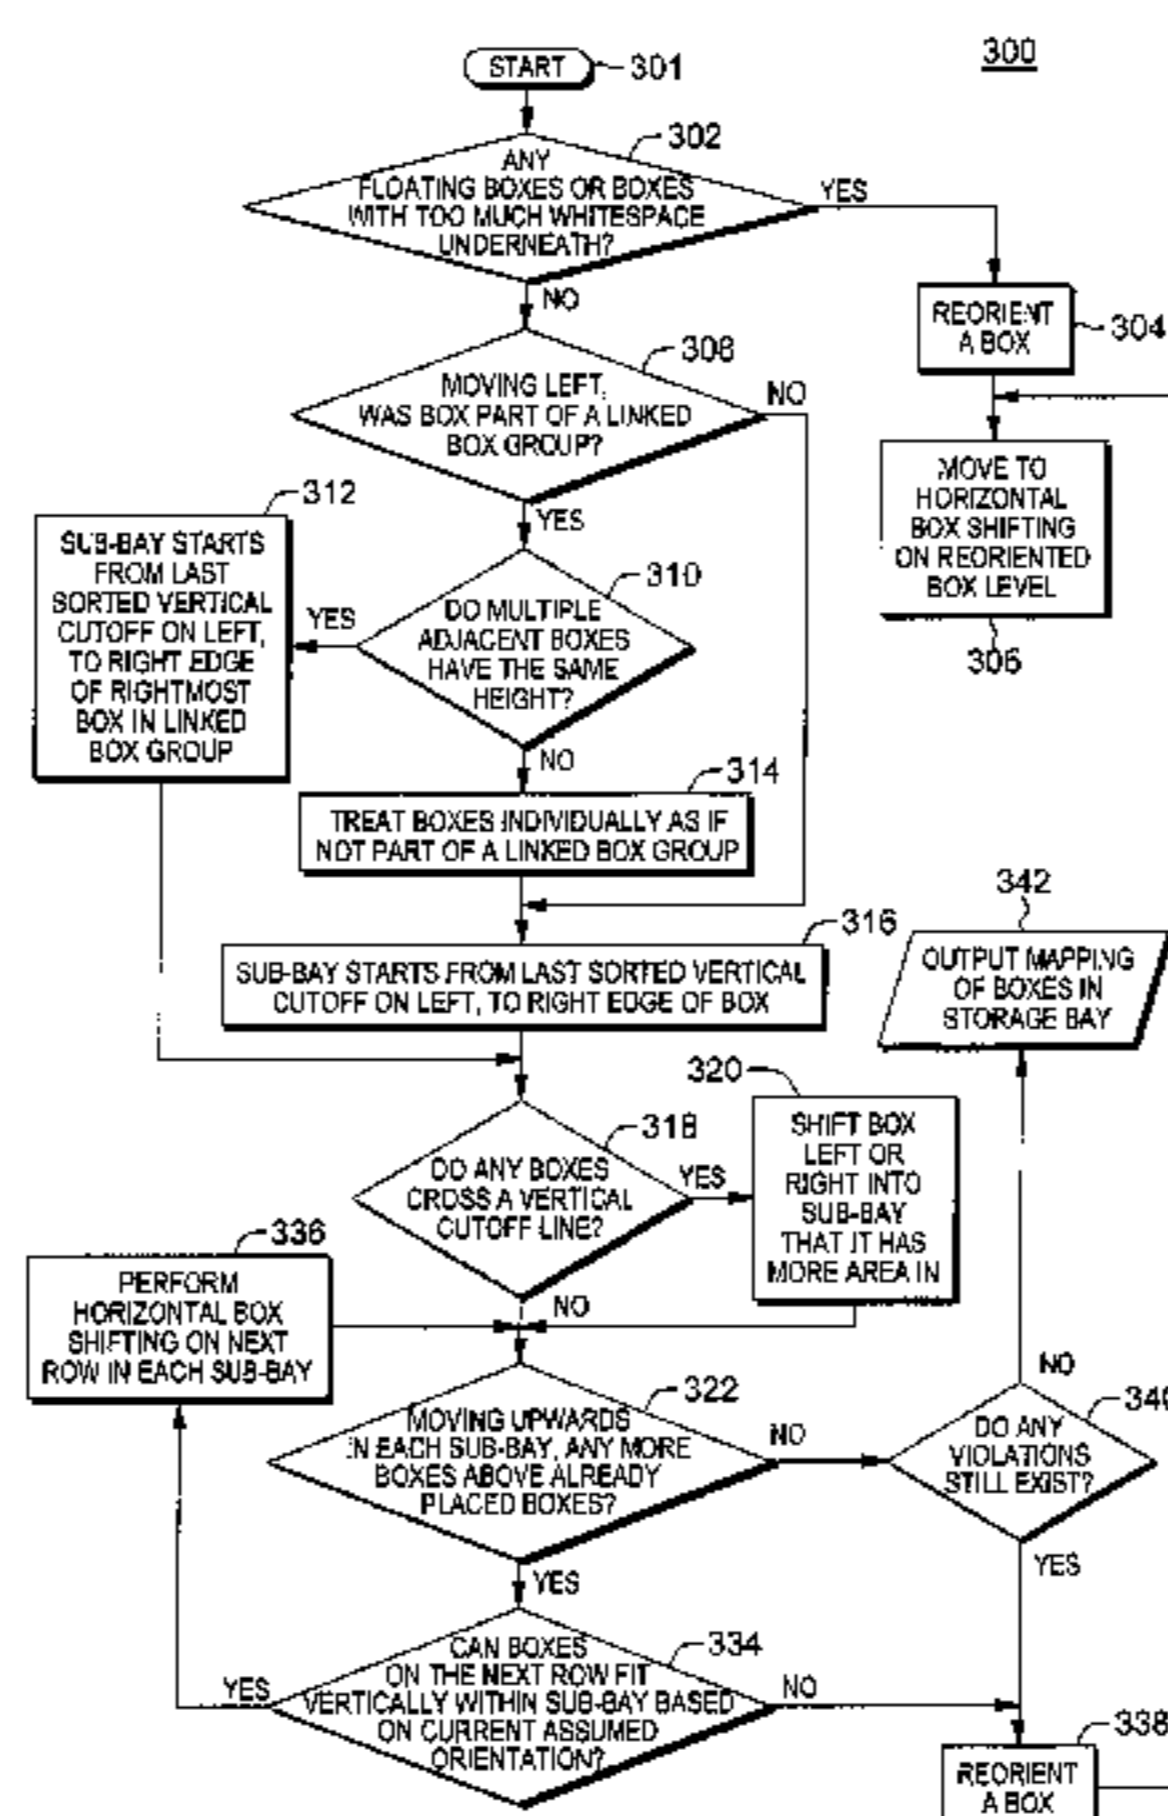 300
START
301
302
ANY
FLOATING BOXES OR BOXES
WITH TOO MUCH WHITESPACE
UNDERNEATH?
YES
NO
REORIENT
A BOX
304
308
MOVING LEFT,
WAS BOX PART OF A LINKED
BOX GROUP?
NO
YES
MOVE TO
HORIZONTAL
BOX SHIFTING
ON REORIENTED
BOX LEVEL
306
312
SUB-BAY STARTS
FROM LAST
SORTED VERTICAL
CUTOFF ON LEFT,
TO RIGHT EDGE
OF RIGHTMOST
BOX IN LINKED
BOX GROUP
310
DO MULTIPLE
ADJACENT BOXES
HAVE THE SAME
HEIGHT?
YES
NO
314
TREAT BOXES INDIVIDUALLY AS IF
NOT PART OF A LINKED BOX GROUP
316
SUB-BAY STARTS FROM LAST SORTED VERTICAL
CUTOFF ON LEFT, TO RIGHT EDGE OF BOX
342
OUTPUT MAPPING
OF BOXES IN
STORAGE BAY
318
DO ANY BOXES
CROSS A VERTICAL
CUTOFF LINE?
YES
NO
320
SHIFT BOX
LEFT OR
RIGHT INTO
SUB-BAY
THAT IT HAS
MORE AREA IN
336
PERFORM
HORIZONTAL BOX
SHIFTING ON NEXT
ROW IN EACH SUB-BAY
322
MOVING UPWARDS
IN EACH SUB-BAY, ANY MORE
BOXES ABOVE ALREADY
PLACED BOXES?
NO
YES
NO
340
DO ANY
VIOLATIONS
STILL EXIST?
YES
334
CAN BOXES
ON THE NEXT ROW FIT
VERTICALLY WITHIN SUB-BAY BASED
ON CURRENT ASSUMED
ORIENTATION?
YES
NO
338
REORIENT
A BOX